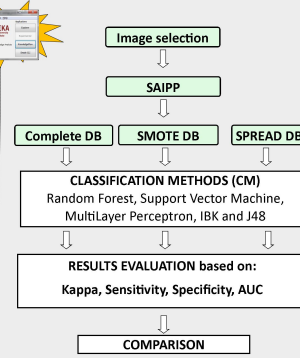 EKA
Image selection
SAIPP
Complete DB
SMOTE DB
SPREAD DB
CLASSIFICATION METHODS (CM)
Random Forest, Support Vector Machine,
MultiLayer Perceptron, IBK and J48
RESULTS EVALUATION based on:
Kappa, Sensitivity, Specificity, AUC
COMPARISON